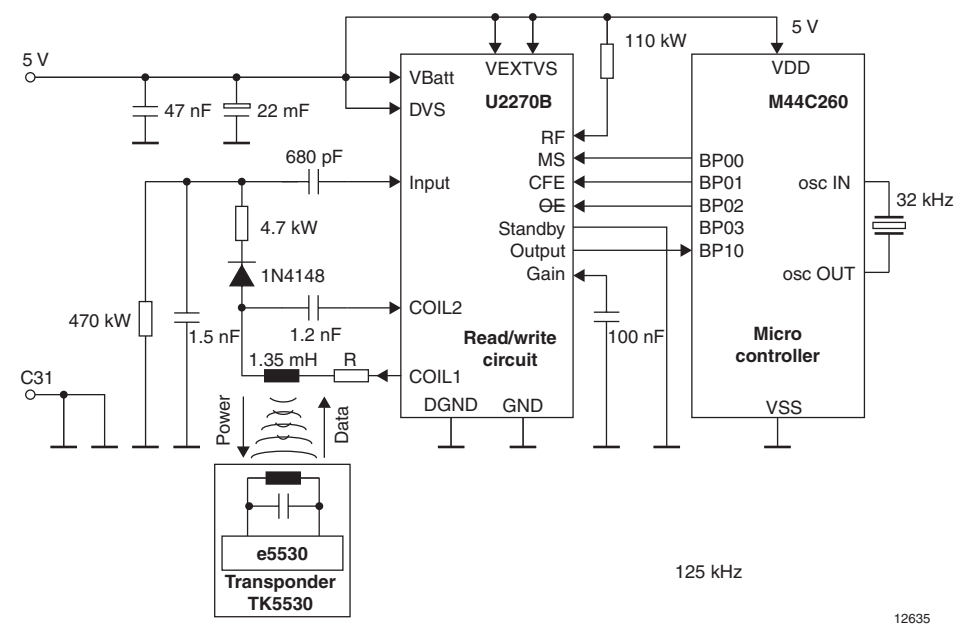 5 V
5 V
110 kW
VEXTVS
VDD
VBatt
U2270B
M44C260
DVS
47 nF
22 mF
RF
680 pF
MS
BP00
Input
CFE
BP01
osc IN
OE
BP02
32 kHz
4.7 kW
Standby
BP03
Output
BP10
1N4148
Gain
osc OUT
COIL2
470 kW
1.5 nF
1.2 nF
Read/write
circuit
100 nF
Micro
controller
1.35 mH
R
COIL1
C31
DGND
GND
VSS
Power
Data
e5530
Transponder
TK5530
125 kHz
12635